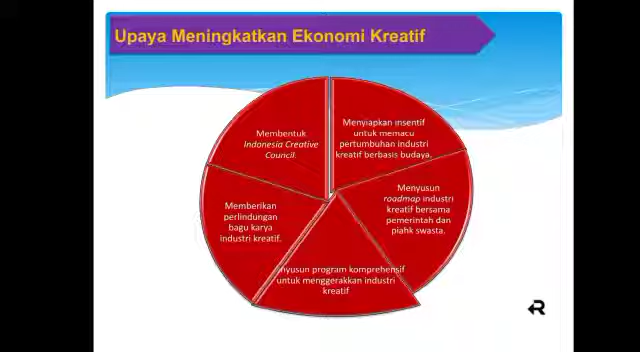 Upaya Meningkatkan Ekonomi Kreatif
Menyiapkan insentif
untuk memacu
pertumbuhan industri
kreatif berbasis budaya.
Menyusun
roadmap industri
kreatif bersama
pemerintah dan
piahk swasta.
nyusun program komprehensif
untuk menggerakkan industri
kreatif
Memberikan
perlindungan
bagu karya
industri kreatif.
Membentuk
Indonesia Creative
Council.